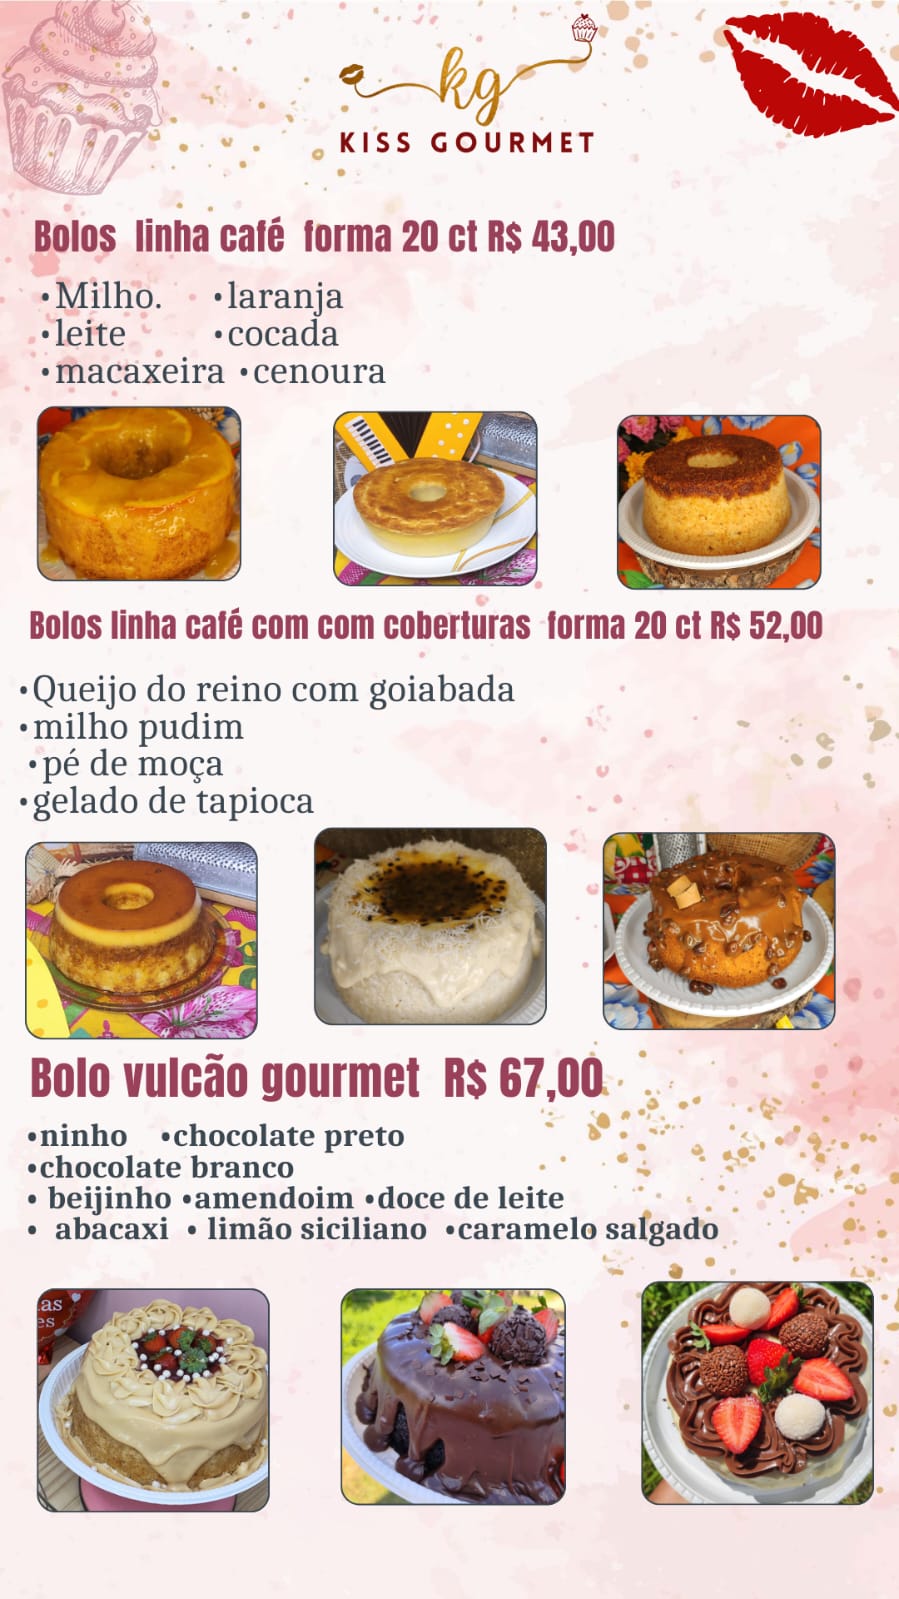 kg
KISS GOURMET
Bolos linha café forma 20 ct R$ 43,00
•Milho. •laranja
•leite •cocada
•macaxeira •cenoura
Bolos linha café com com coberturas forma 20 ct R$ 52,00
•Queijo do reino com goiabada
•milho pudim
•pé de moça
•gelado de tapioca
Bolo vulcão gourmet R$ 67,00
•ninho •chocolate preto
•chocolate branco
• beijinho •amendoim •doce de leite
• abacaxi • limão siciliano •caramelo salgado
as
es